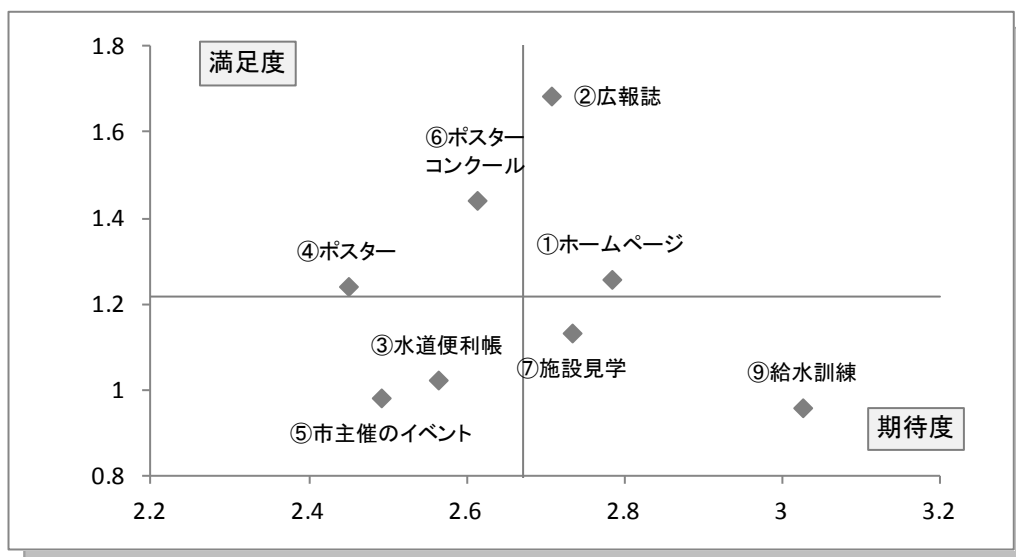 1.8
満足度
②広報誌
1.6
⑥ポスター
コンクール
1.4
④ポスター
①ホームページ
1.2
③水道便利帳
⑦施設見学
⑨給水訓練
1
⑤市主催のイベント
期待度
0.8
2.2 2.4 2.6 2.8 3 3.2